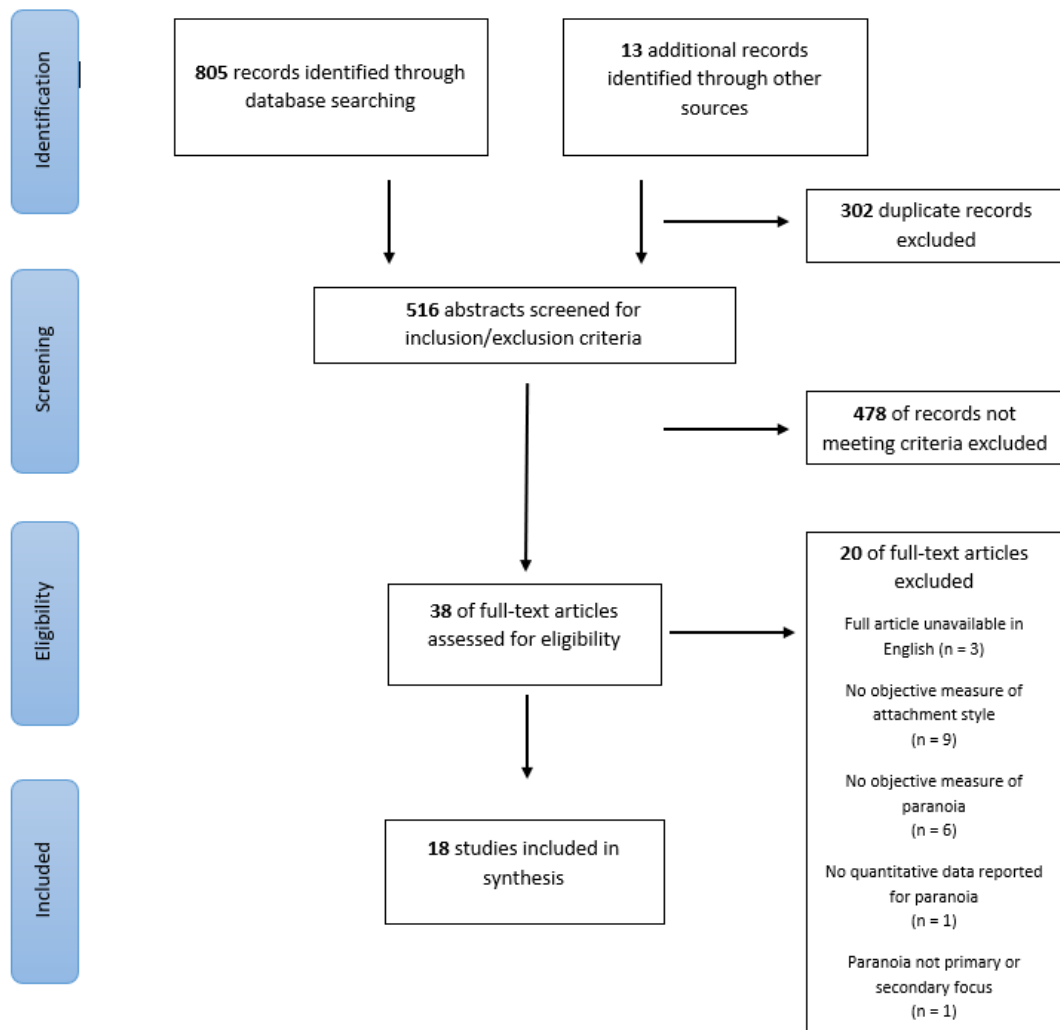 Identification
805 records identified through
database searching
13 additional records
identified through other
sources
302 duplicate records
excluded
Screening
516 abstracts screened for
inclusion/exclusion criteria
478 of records not
meeting criteria excluded
Eligibility
38 of full-text articles
assessed for eligibility
20 of full-text articles
excluded
Full article unavailable in
English (n = 3)
No objective measure of
attachment style
(n = 9)
No objective measure of
paranoia
(n = 6)
No quantitative data reported
for paranoia
(n = 1)
Paranoia not primary or
secondary focus
(n = 1)
Included
18 studies included in
synthesis